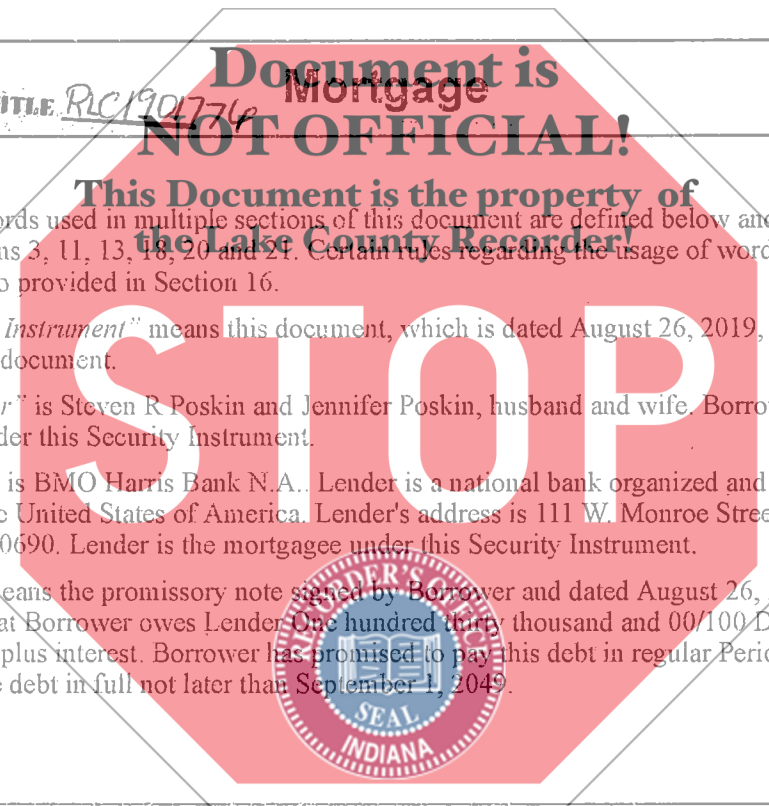 Document is
Mortgage
TITLE RLC1901774
NOT OFFICIAL!
This Document is the property of
the Lake County Recorder!
ords used in multiple sections of this document are defined below and
ns 3, 11, 13, 18, 20 and 21. Certain rules regarding the usage of word
o provided in Section 16.
Instrument" means this document, which is dated August 26, 2019,
document.
r" is Steven R Poskin and Jennifer Poskin, husband and wife. Borro
der this Security Instrument.
is BMO Harris Bank N.A.. Lender is a national bank organized and
e United States of America. Lender's address is 111 W. Monroe Stree
0690. Lender is the mortgagee under this Security Instrument.
eans the promissory note signed by Borrower and dated August 26,
at Borrower owes Lender One hundred thirty thousand and 00/100 D
plus interest. Borrower has promised to pay this debt in regular Perio
e debt in full not later than September 1, 2049.
STOP
RECORDER'S OFFICE
SEAL
INDIANA